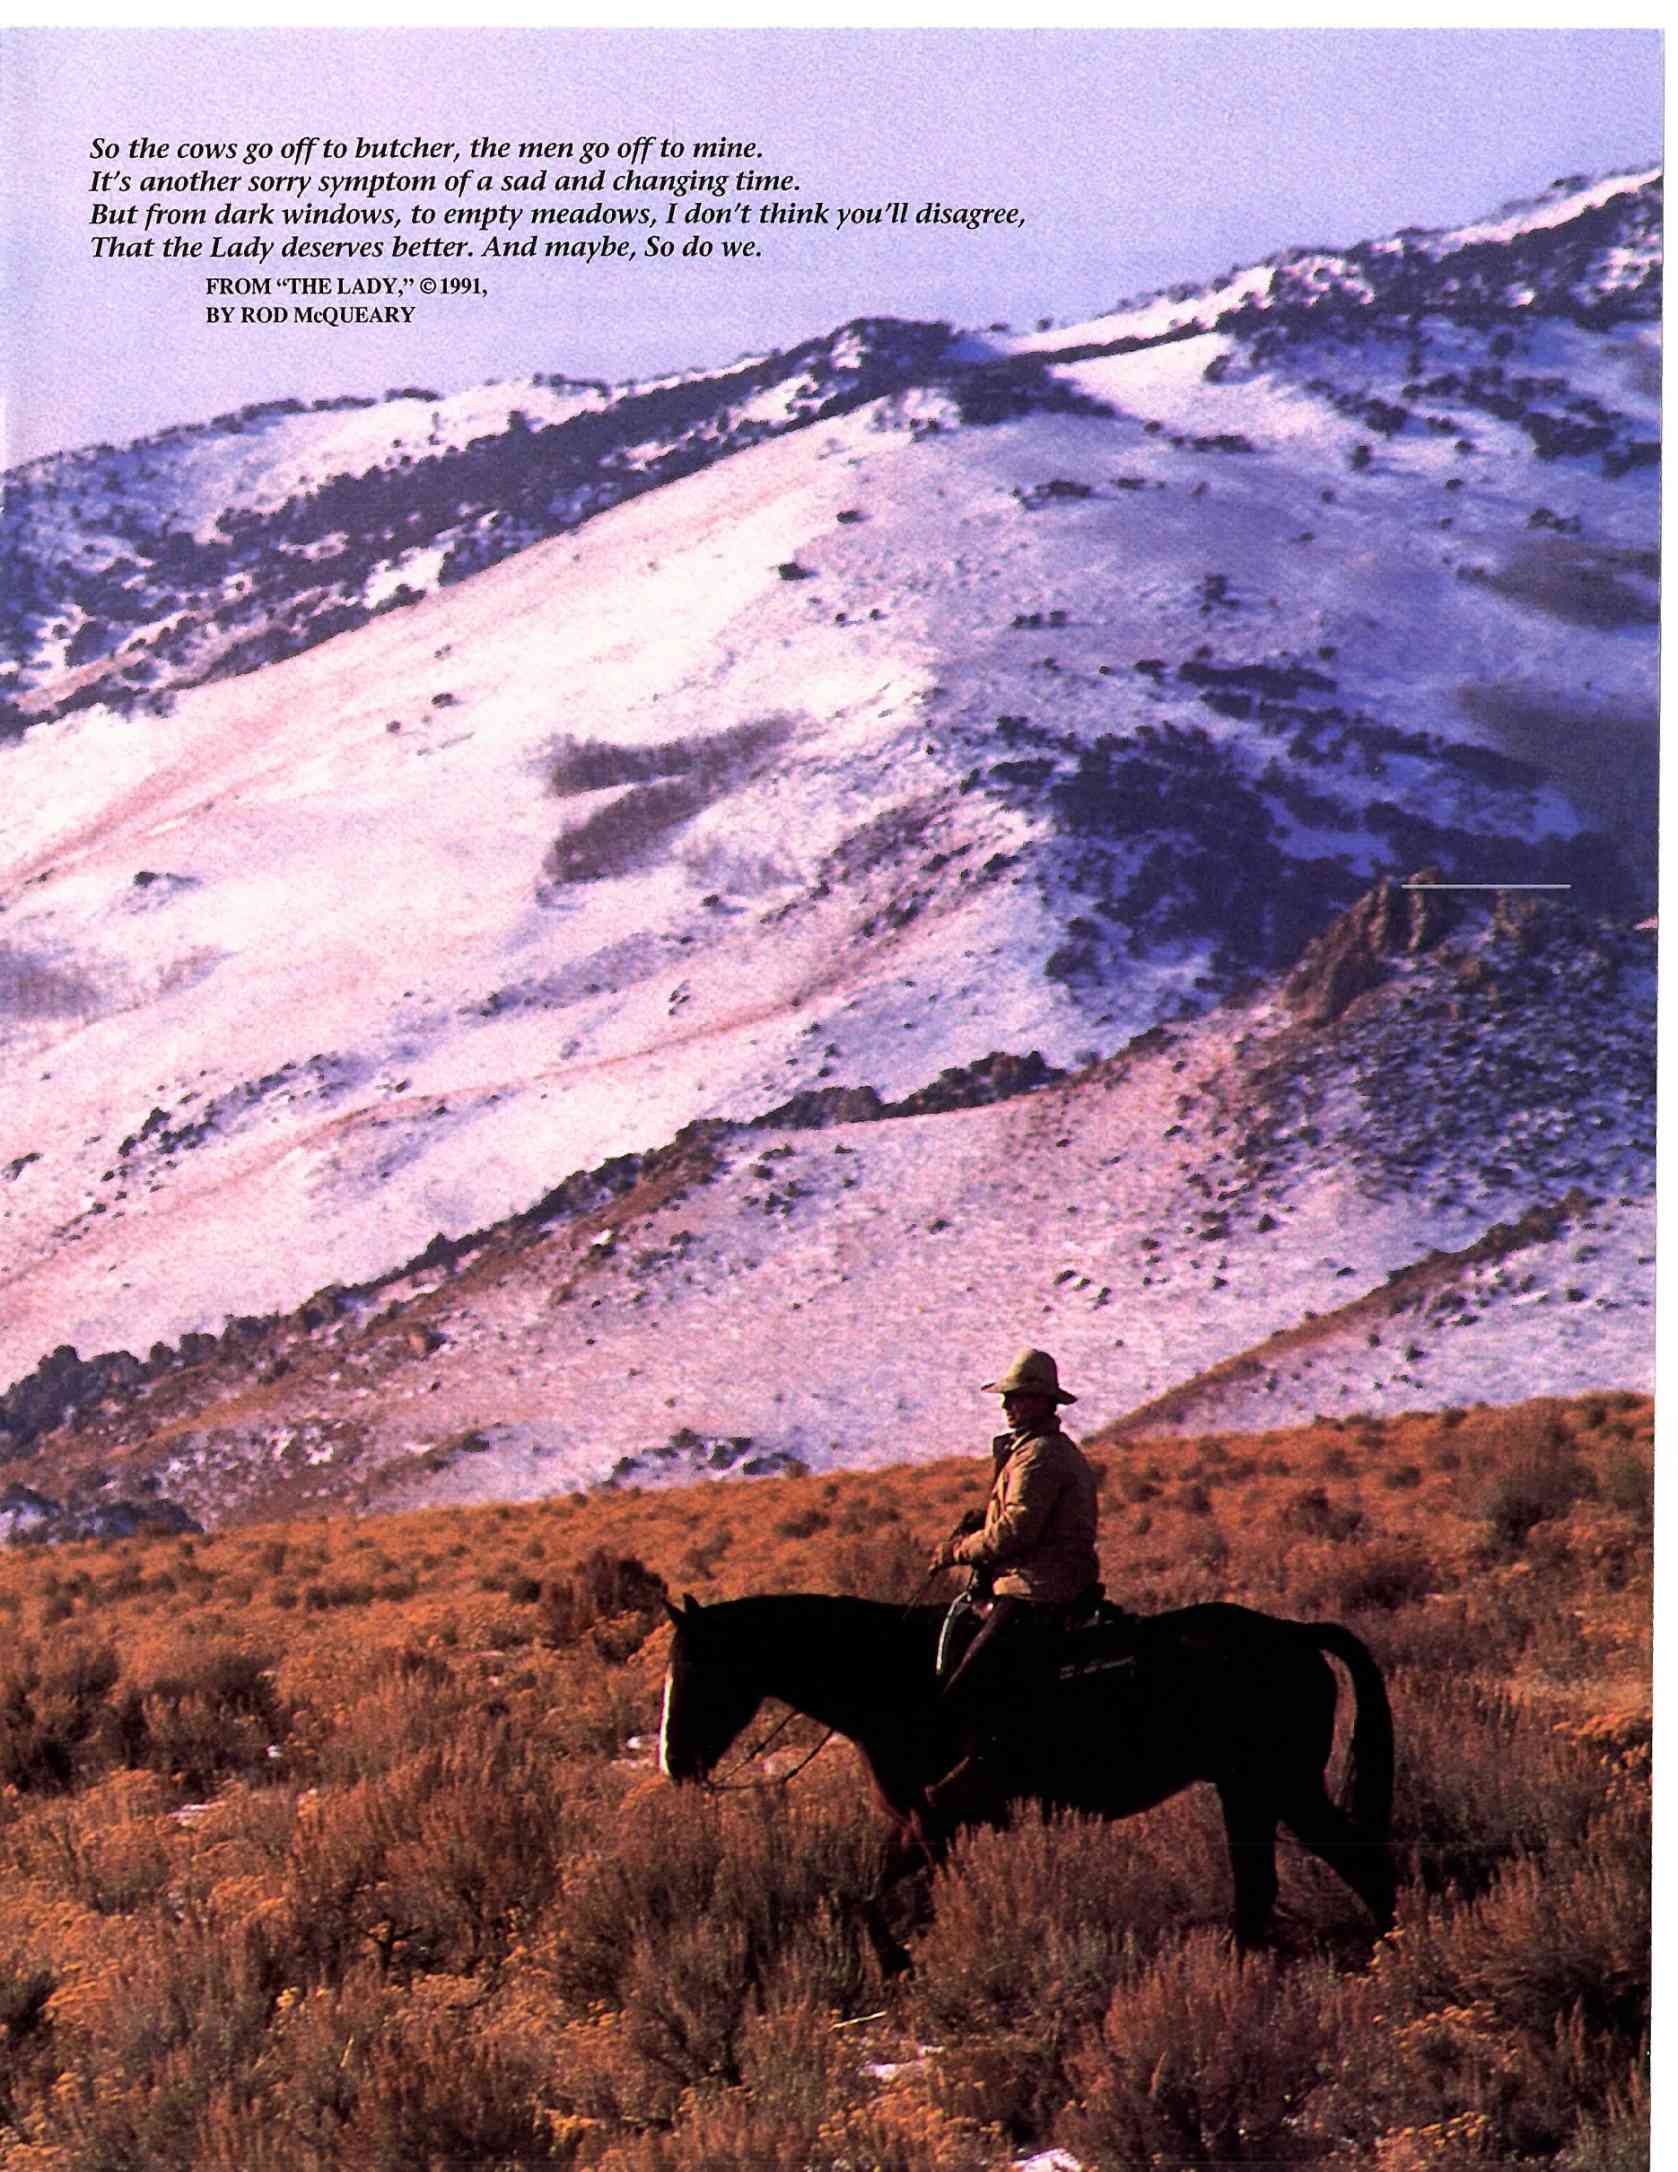 So the cows go off to butcher, the men go off to mine.
It's another sorry symptom of a sad and changing time.
But from dark windows, to empty meadows, I don't think you'll disagree,
That the Lady deserves better. And maybe, So do we.
FROM “THE LADY,” ©1991,
BY ROD McQUEARY